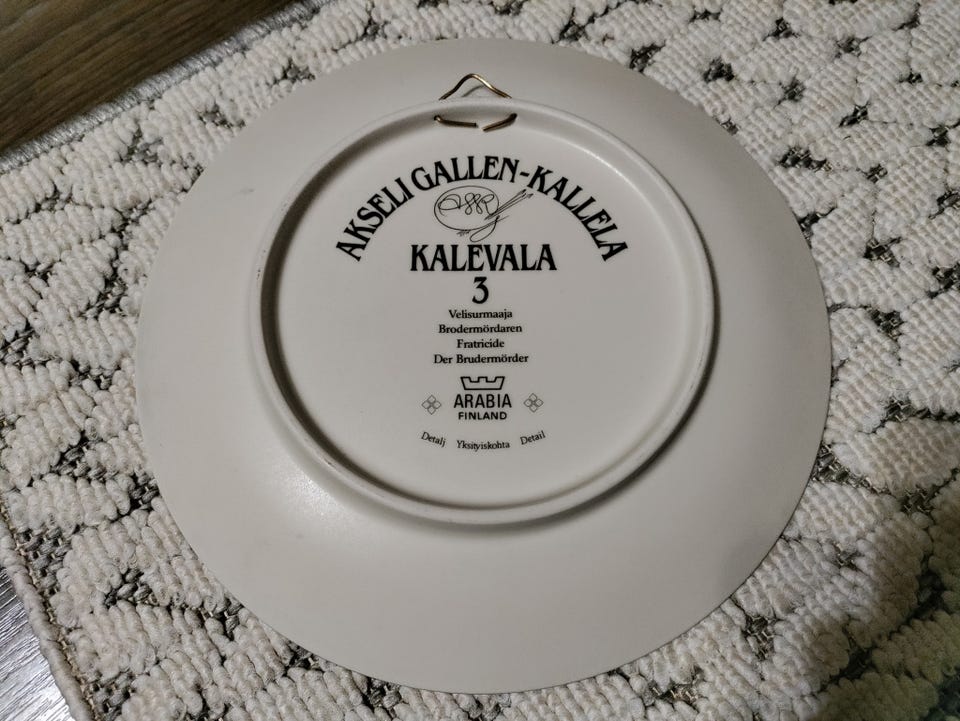 AKSELI GALLEN-KALLELA
KALEVALA
3
Velisurmaaja
Brodermördaren
Fratricide
Der Brudermörder
ARABIA
FINLAND
Detalj Yksityiskohta Detail